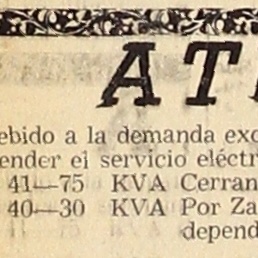 AT
ebido a la demanda exc
ender el servicio eléctr
41—75 KVA Cerran
40—30 KVA Por Za
depend